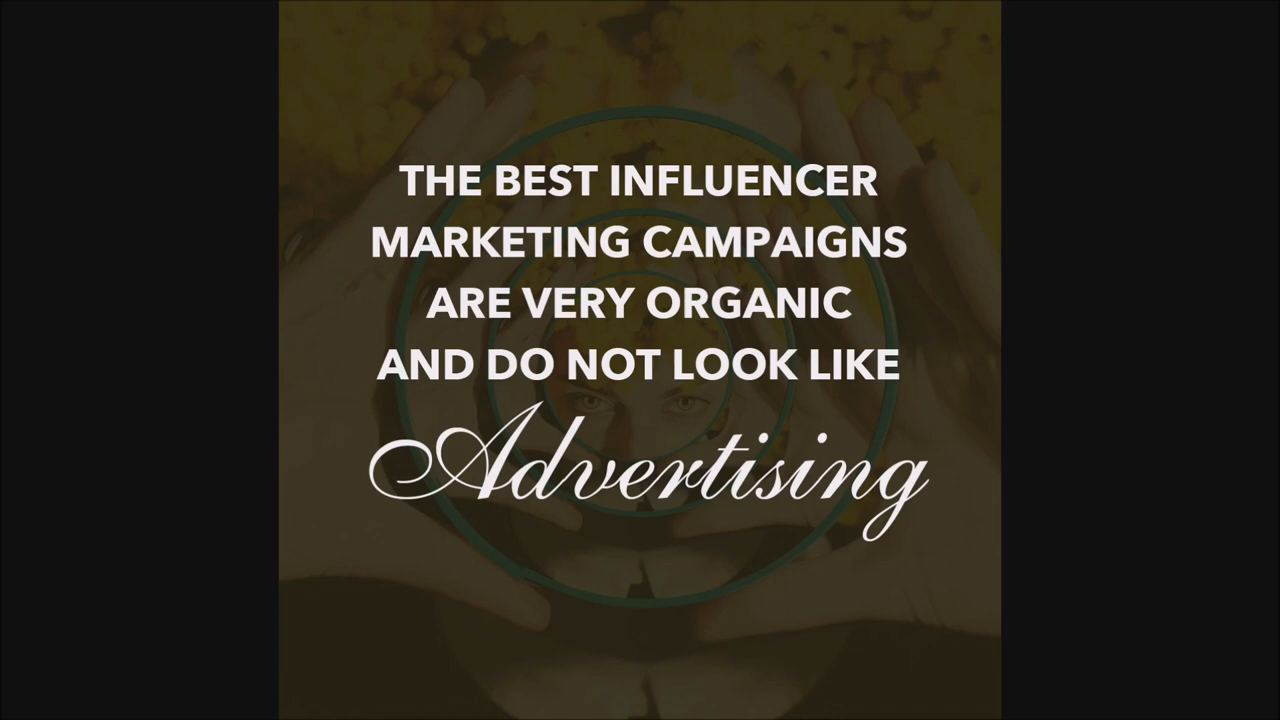 THE BEST INFLUENCER
MARKETING CAMPAIGNS
ARE VERY ORGANIC
AND DO NOT LOOK LIKE
Advertising